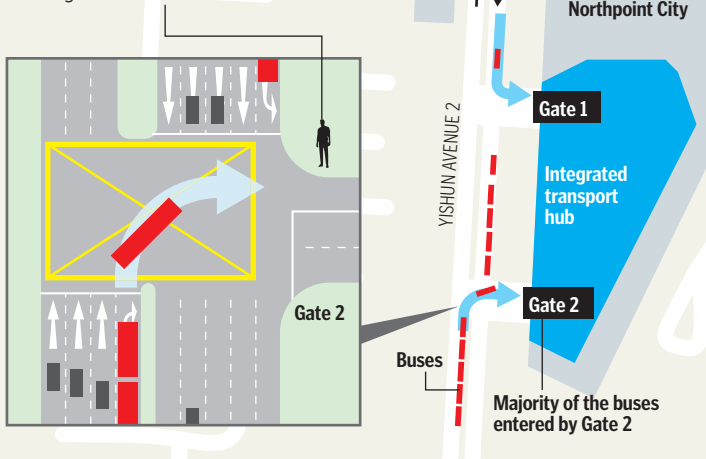 Northpoint City
Gate 1
YISHUN AVENUE 2
Integrated
transport
hub
Gate 2
Gate 2
Buses
Majority of the buses
entered by Gate 2